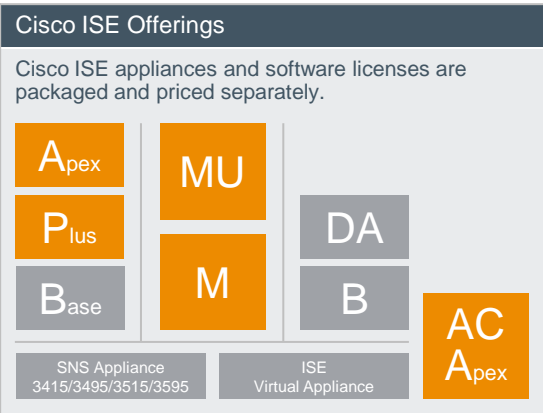 Cisco ISE Offerings
Cisco ISE appliances and software licenses are
packaged and priced separately.
Apex
Plus
Base
MU
M
DA
B
AC
Apex
SNS Appliance
3415/3495/3515/3595
ISE
Virtual Appliance